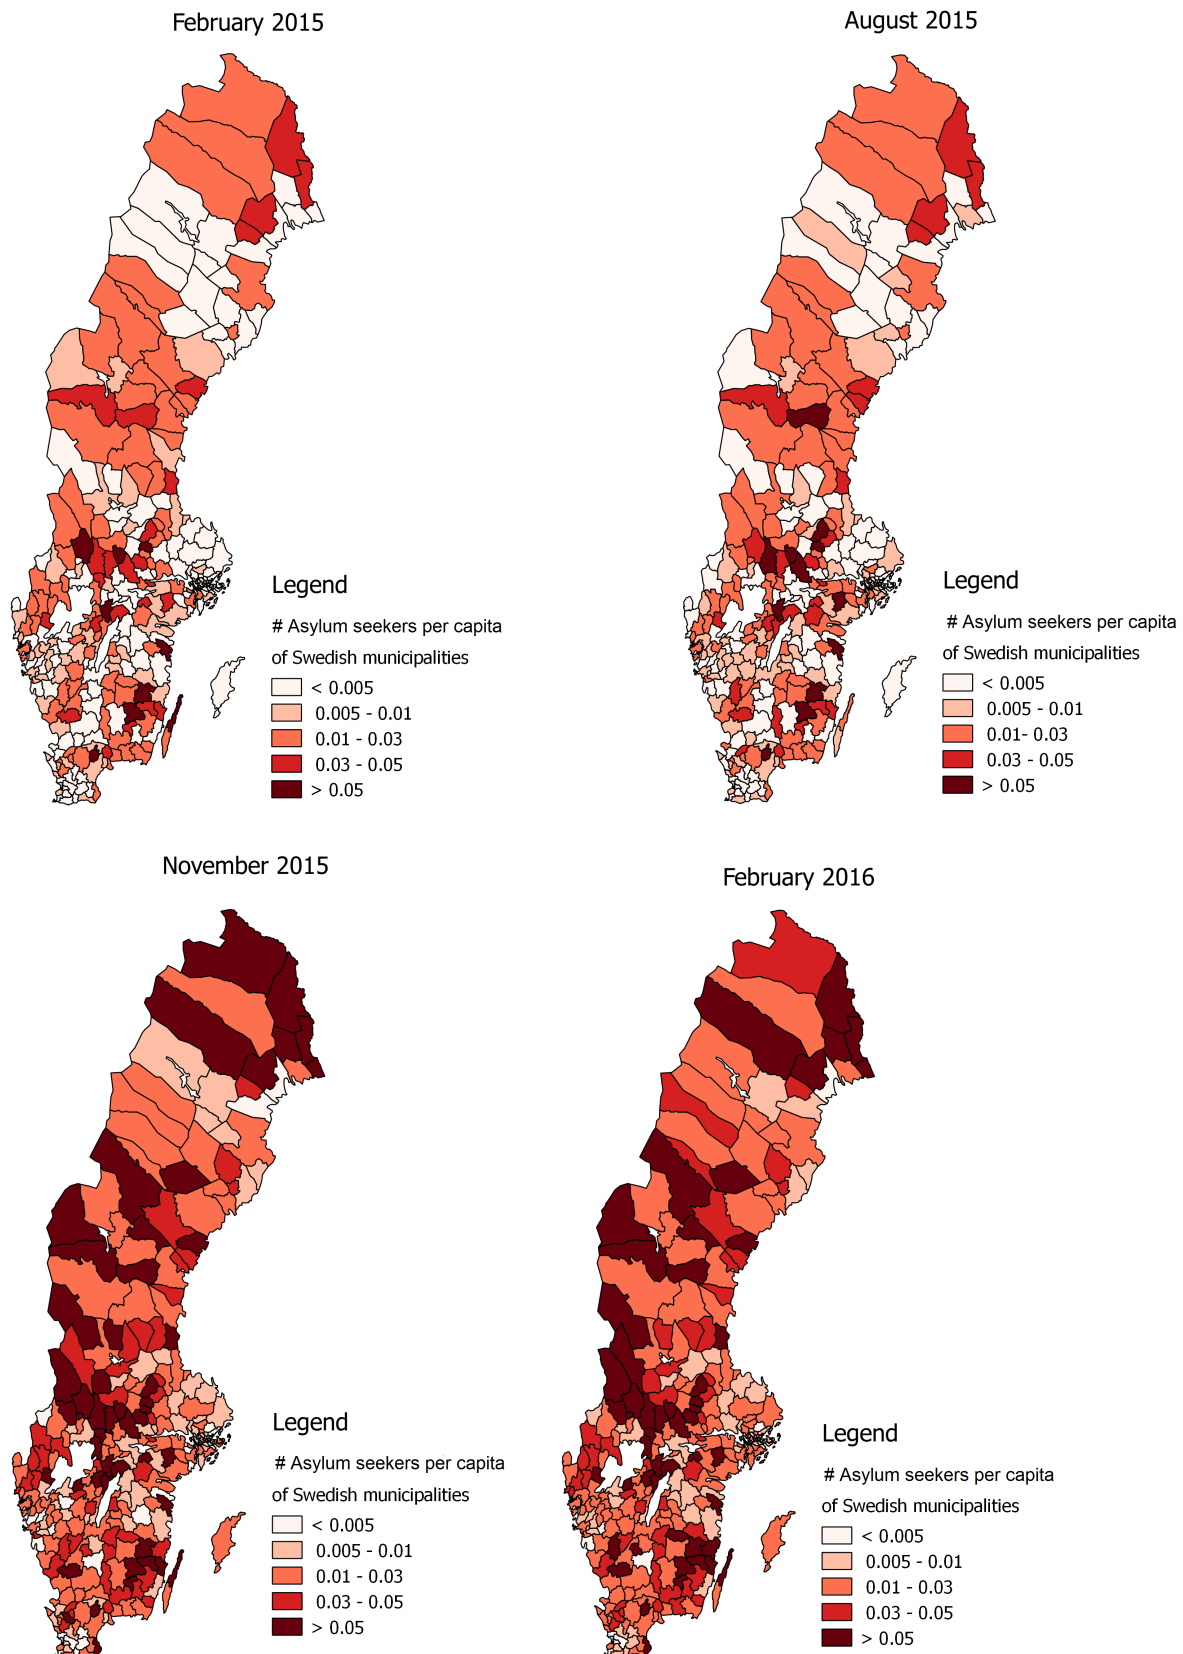 February 2015
August 2015
Legend
# Asylum seekers per capita
of Swedish municipalities
< 0.005
0.005 - 0.01
0.01 - 0.03
0.03 - 0.05
> 0.05
Legend
# Asylum seekers per capita
of Swedish municipalities
< 0.005
0.005 - 0.01
0.01- 0.03
0.03 - 0.05
> 0.05
November 2015
February 2016
Legend
# Asylum seekers per capita
of Swedish municipalities
< 0.005
0.005 - 0.01
0.01 - 0.03
0.03 - 0.05
> 0.05
Legend
# Asylum seekers per capita
of Swedish municipalities
< 0.005
0.005 - 0.01
0.01 - 0.03
0.03 - 0.05
> 0.05